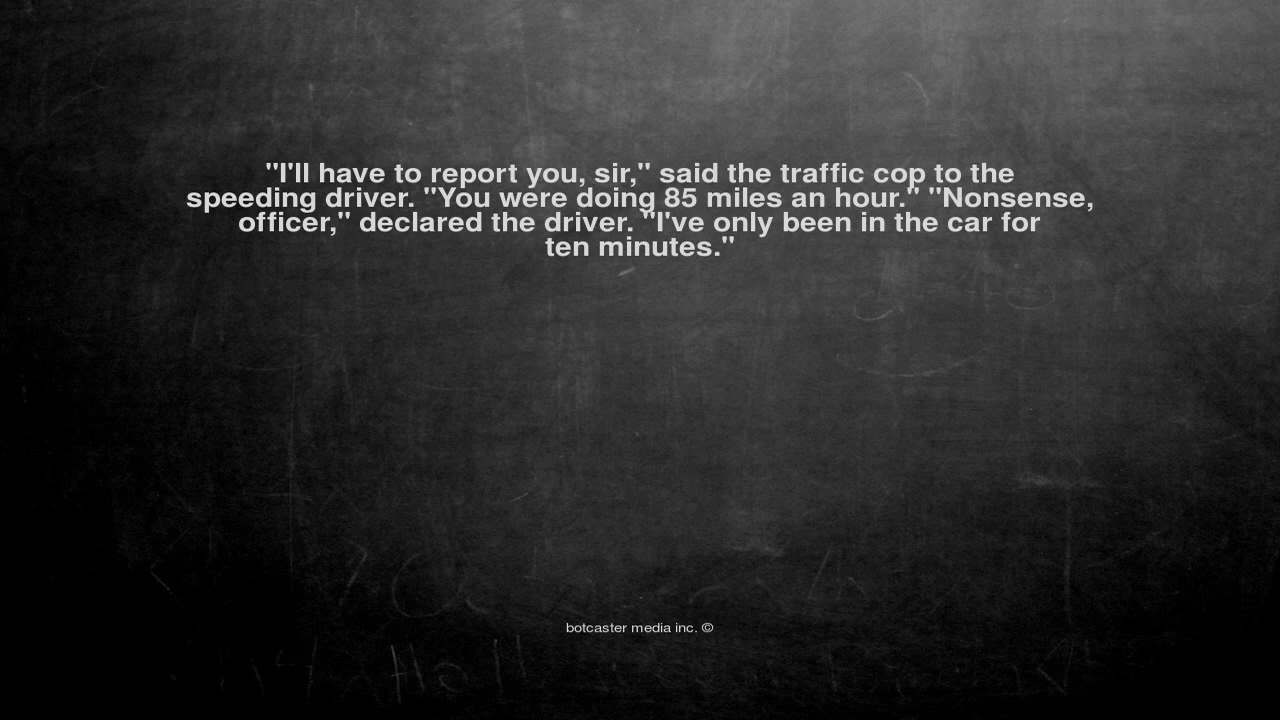 "I'll have to report you, sir," said the traffic cop to the
speeding driver. "You were doing 85 miles an hour." "Nonsense,
officer," declared the driver. "I've only been in the car for
ten minutes."
botcaster media inc. ©